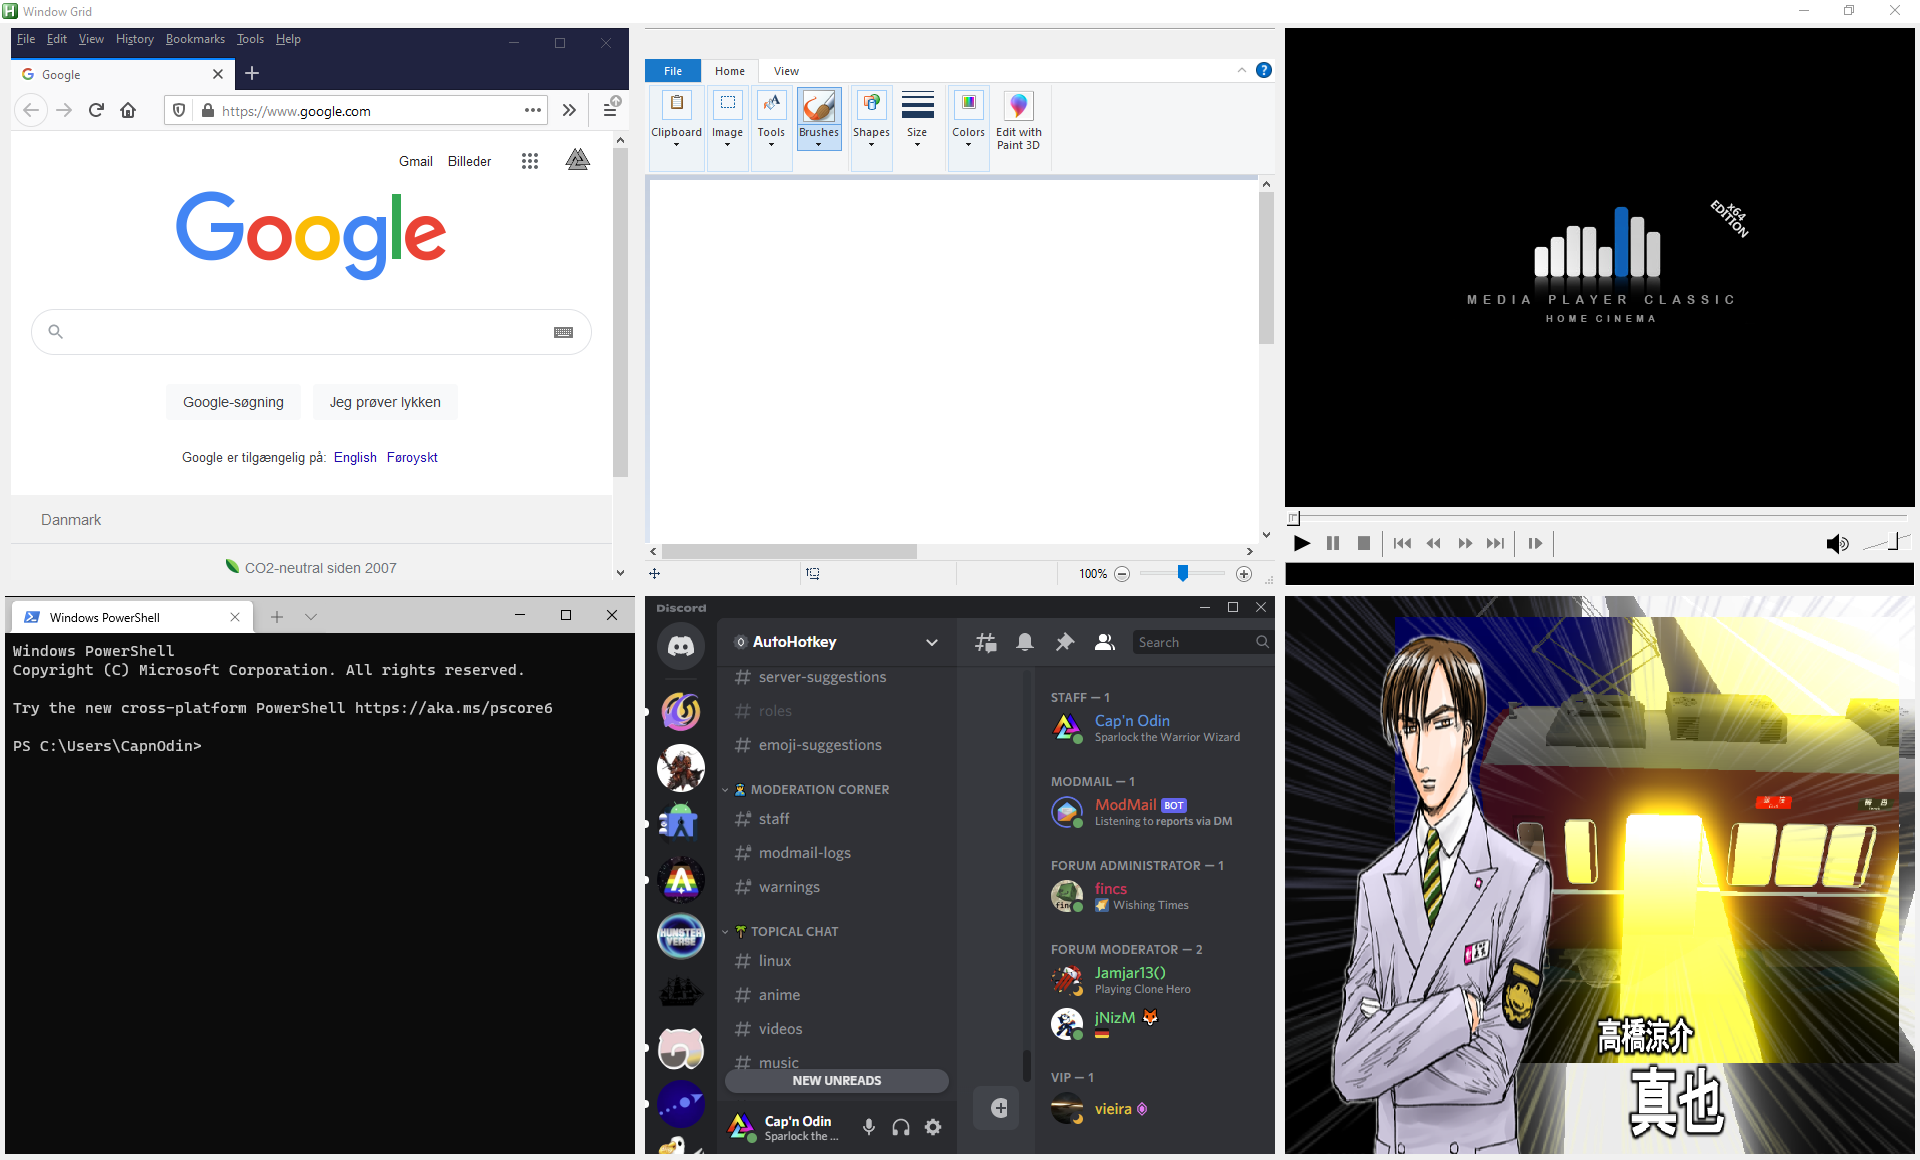 Window Grid
File Edit View History Bookmarks Tools Help
Google
https://www.google.com
Gmail Billeder
Google
Google-søgning Jeg prøver lykken
Google er tilgængelig på: English Føroyskt
Danmark
CO2-neutral siden 2007
File Home View
Clipboard Image Tools Brushes Shapes Size Colors Edit with
Paint 3D
100%
x64
EDITION
MEDIA PLAYER CLASSIC
HOME CINEMA
Windows PowerShell
Windows PowerShell
Copyright (C) Microsoft Corporation. All rights reserved.
Try the new cross-platform PowerShell https://aka.ms/pscore6
PS C:\Users\CapnOdin>
Discord
AutoHotkey
Search
server-suggestions
roles
emoji-suggestions
MODERATION CORNER
staff
modmail-logs
warnings
TOPICAL CHAT
linux
anime
videos
music
NEW UNREADS
Cap'n Odin
Sparlock the ...
HUNSTER
VERSE
STAFF — 1
Cap'n Odin
Sparlock the Warrior Wizard
MODMAIL — 1
ModMail BOT
Listening to reports via DM
FORUM ADMINISTRATOR — 1
fincs
Wishing Times
FORUM MODERATOR — 2
Jamjar13()
Playing Clone Hero
jNizM
VIP — 1
vieira
高橋涼介
真也